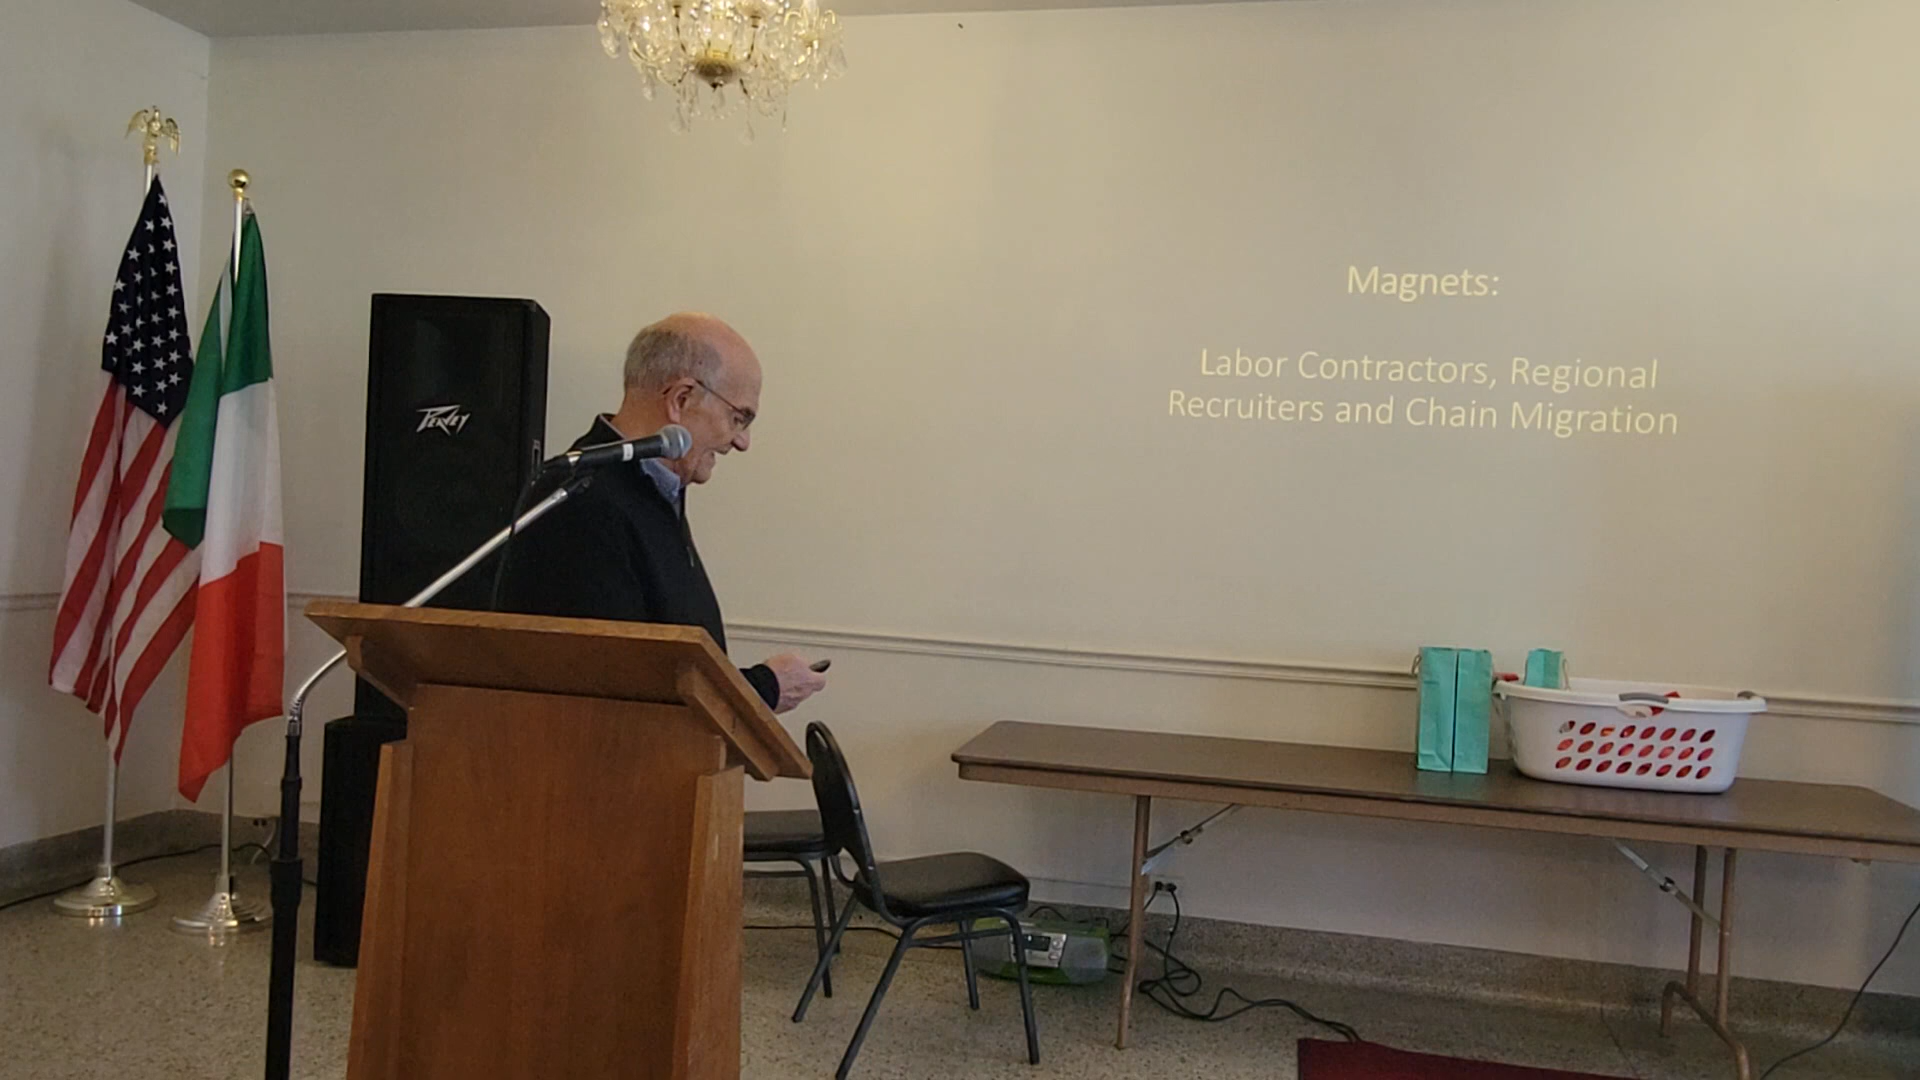 PEAVEY
Magnets:
Labor Contractors, Regional
Recruiters and Chain Migration